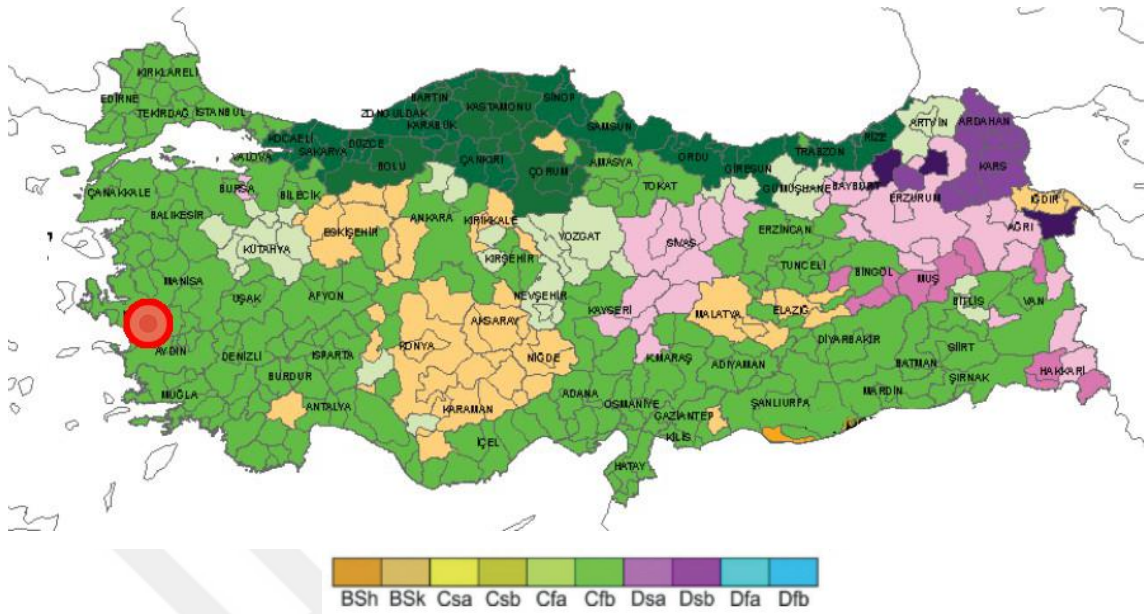 KIRKLARELİ
EDİRNE
TEKİRDAĞ
İSTANBUL
KOCAELİ
YALOVA
SAKARYA
DÜZCE
ZONGULDAK
BARTIN
KARABÜK
KASTAMONU
SİNOP
BOLU
ÇANKIRI
ÇORUM
SAMSUN
AMASYA
ORDU
GİRESUN
TRABZON
RİZE
ARTVİN
ARDAHAN
KARS
ÇANAKKALE
BALIKESİR
BURSA
BİLECİK
ESKİŞEHİR
KÜTAHYA
ANKARA
KIRIKKALE
KIRŞEHİR
YOZGAT
TOKAT
SİVAS
GÜMÜŞHANE
BAYBURT
ERZURUM
ERZİNCAN
IĞDIR
AĞRI
MANİSA
UŞAK
AFYON
NEVŞEHİR
KAYSERİ
TUNCELİ
BİNGÖL
MUŞ
BİTLİS
VAN
AKSARAY
KONYA
NİĞDE
MALATYA
ELAZIĞ
AYDIN
DENİZLİ
ISPARTA
BURDUR
DİYARBAKIR
BATMAN
SİİRT
ŞIRNAK
HAKKARİ
MUĞLA
ANTALYA
KARAMAN
İÇEL
ADANA
K.MARAŞ
ADIYAMAN
OSMANİYE
GAZİANTEP
KİLİS
ŞANLIURFA
MARDİN
HATAY
BSh BSk Csa Csb Cfa Cfb Dsa Dsb Dfa Dfb